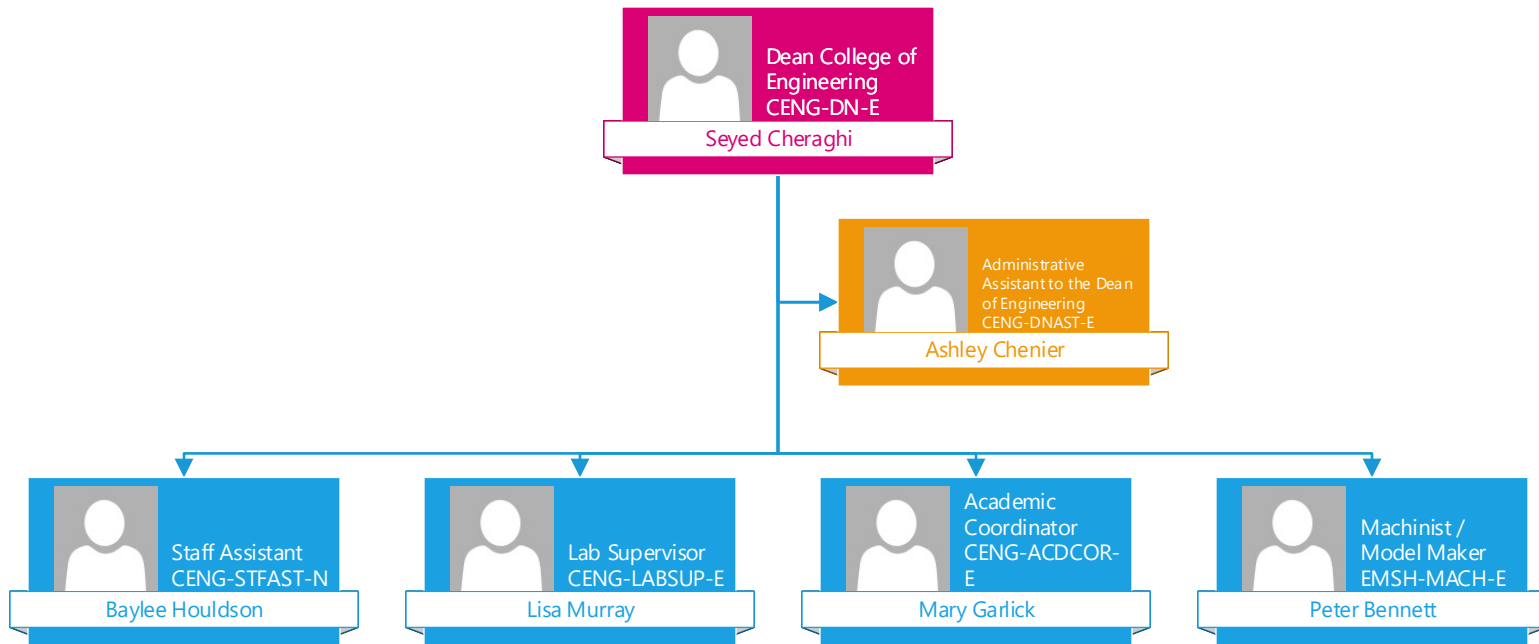 Dean College of
Engineering
CENG-DN-E
Seyed Cheraghi
Administrative
Assistant to the Dean
of Engineering
CENG-DNAST-E
Ashley Chenier
Staff Assistant
CENG-STFAST-N
Baylee Houldson
Lab Supervisor
CENG-LABSUP-E
Lisa Murray
Academic
Coordinator
CENG-ACDCOR-
E
Mary Garlick
Machinist /
Model Maker
EMSH-MACH-E
Peter Bennett